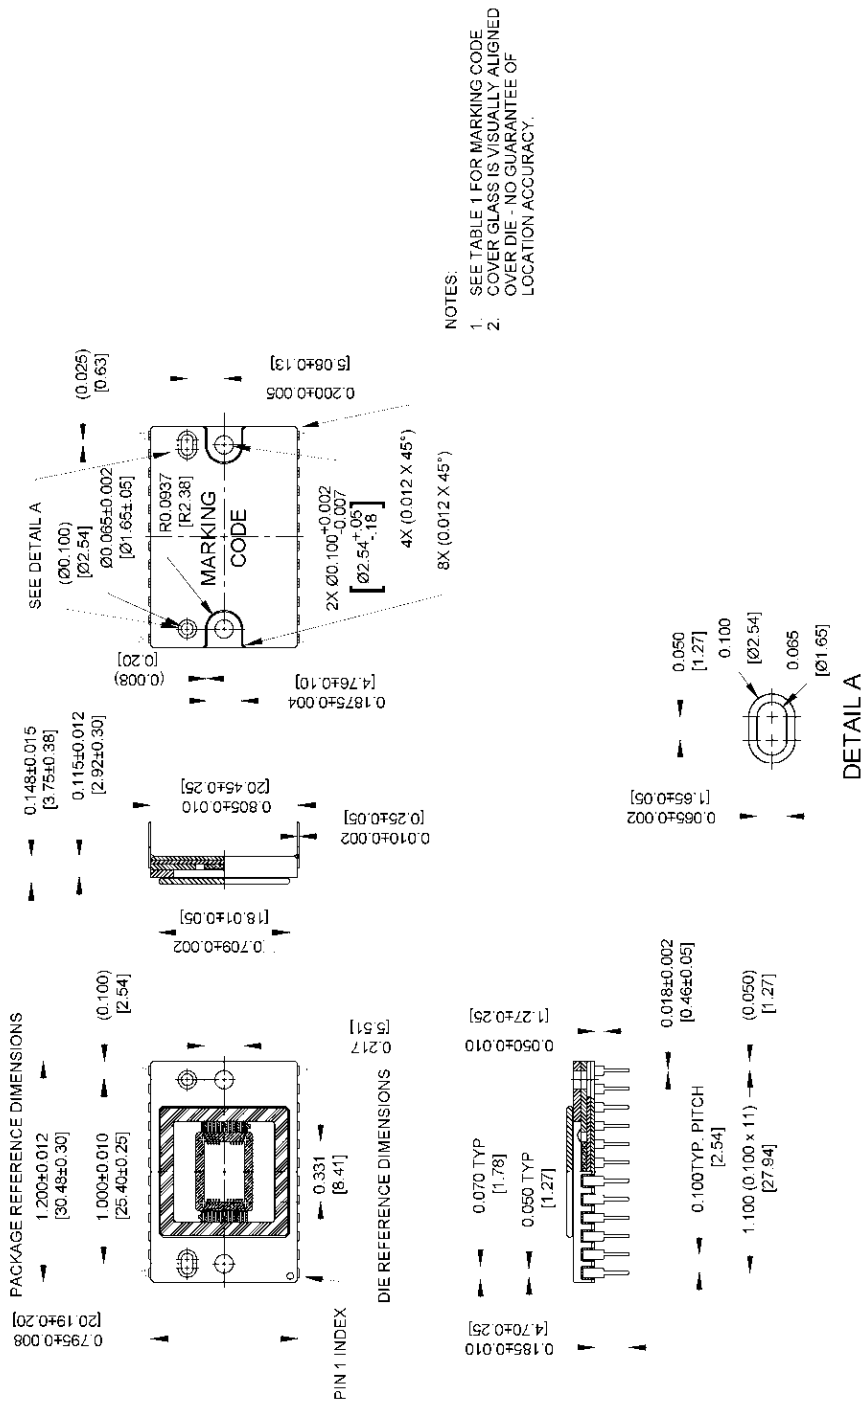 PACKAGE REFERENCE DIMENSIONS
1.200±0.012
[30.48±0.30]
1.000±0.010
[25.40±0.25]
(0.100)
[2.54]
0.795±0.008
[20.19±0.20]
0.217
[5.51]
PIN 1 INDEX
0.331
[8.41]
DIE REFERENCE DIMENSIONS
0.148±0.015
[3.75±0.38]
0.115±0.012
[2.92±0.30]
0.709±0.002
[18.01±0.05]
0.805±0.010
[20.45±0.25]
0.010±0.002
[0.25±0.05]
SEE DETAIL A
(Ø0.100)
[Ø2.54]
Ø0.065±0.002
[Ø1.65±.05]
(0.025)
[0.63]
(0.008)
[0.20]
0.1875±0.004
[4.76±0.10]
R0.0937
[R2.38]
MARKING
CODE
0.200±0.005
[5.08±0.13]
2X Ø0.100+0.002
-0.007
[Ø2.54+.05
-.18]
4X (0.012 X 45°)
8X (0.012 X 45°)
NOTES:
1. SEE TABLE 1 FOR MARKING CODE
2. COVER GLASS IS VISUALLY ALIGNED
OVER DIE - NO GUARANTEE OF
LOCATION ACCURACY.
0.070 TYP
[1.78]
0.050 TYP
[1.27]
0.185±0.010
[4.70±0.25]
0.050±0.010
[1.27±0.25]
0.018±0.002
[0.46±0.05]
0.100TYP. PITCH
[2.54]
1.100 (0.100 x 11)
[27.94]
(0.050)
[1.27]
0.050
[1.27]
0.100
[Ø2.54]
0.065
[Ø1.65]
0.065±0.002
[1.65±0.05]
DETAIL A